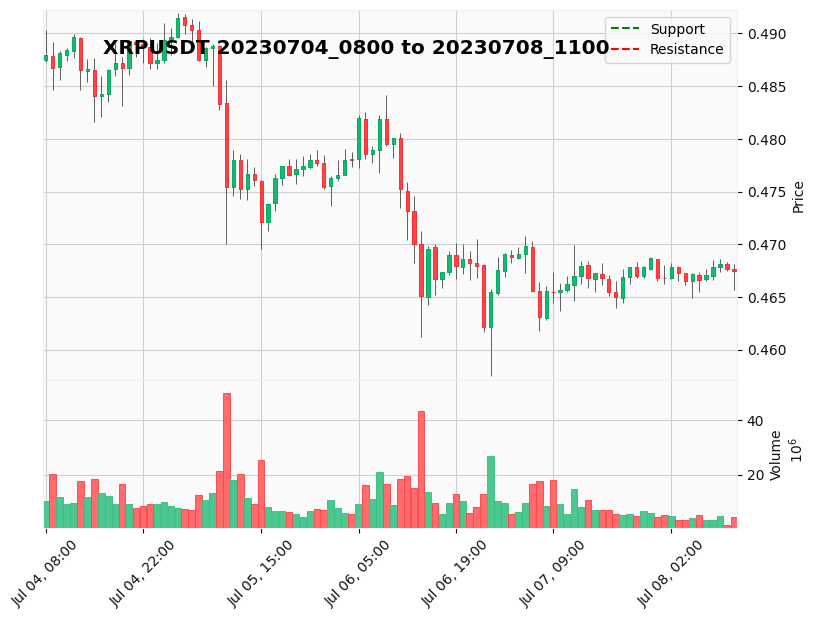 XRPUSDT 20230704_0800 to 20230708_1100
Support
Resistance
0.490
0.485
0.480
0.475
0.470
0.465
0.460
Price
40
20
Volume
10^6
Jul 04, 08:00
Jul 04, 22:00
Jul 05, 15:00
Jul 06, 05:00
Jul 06, 19:00
Jul 07, 09:00
Jul 08, 02:00